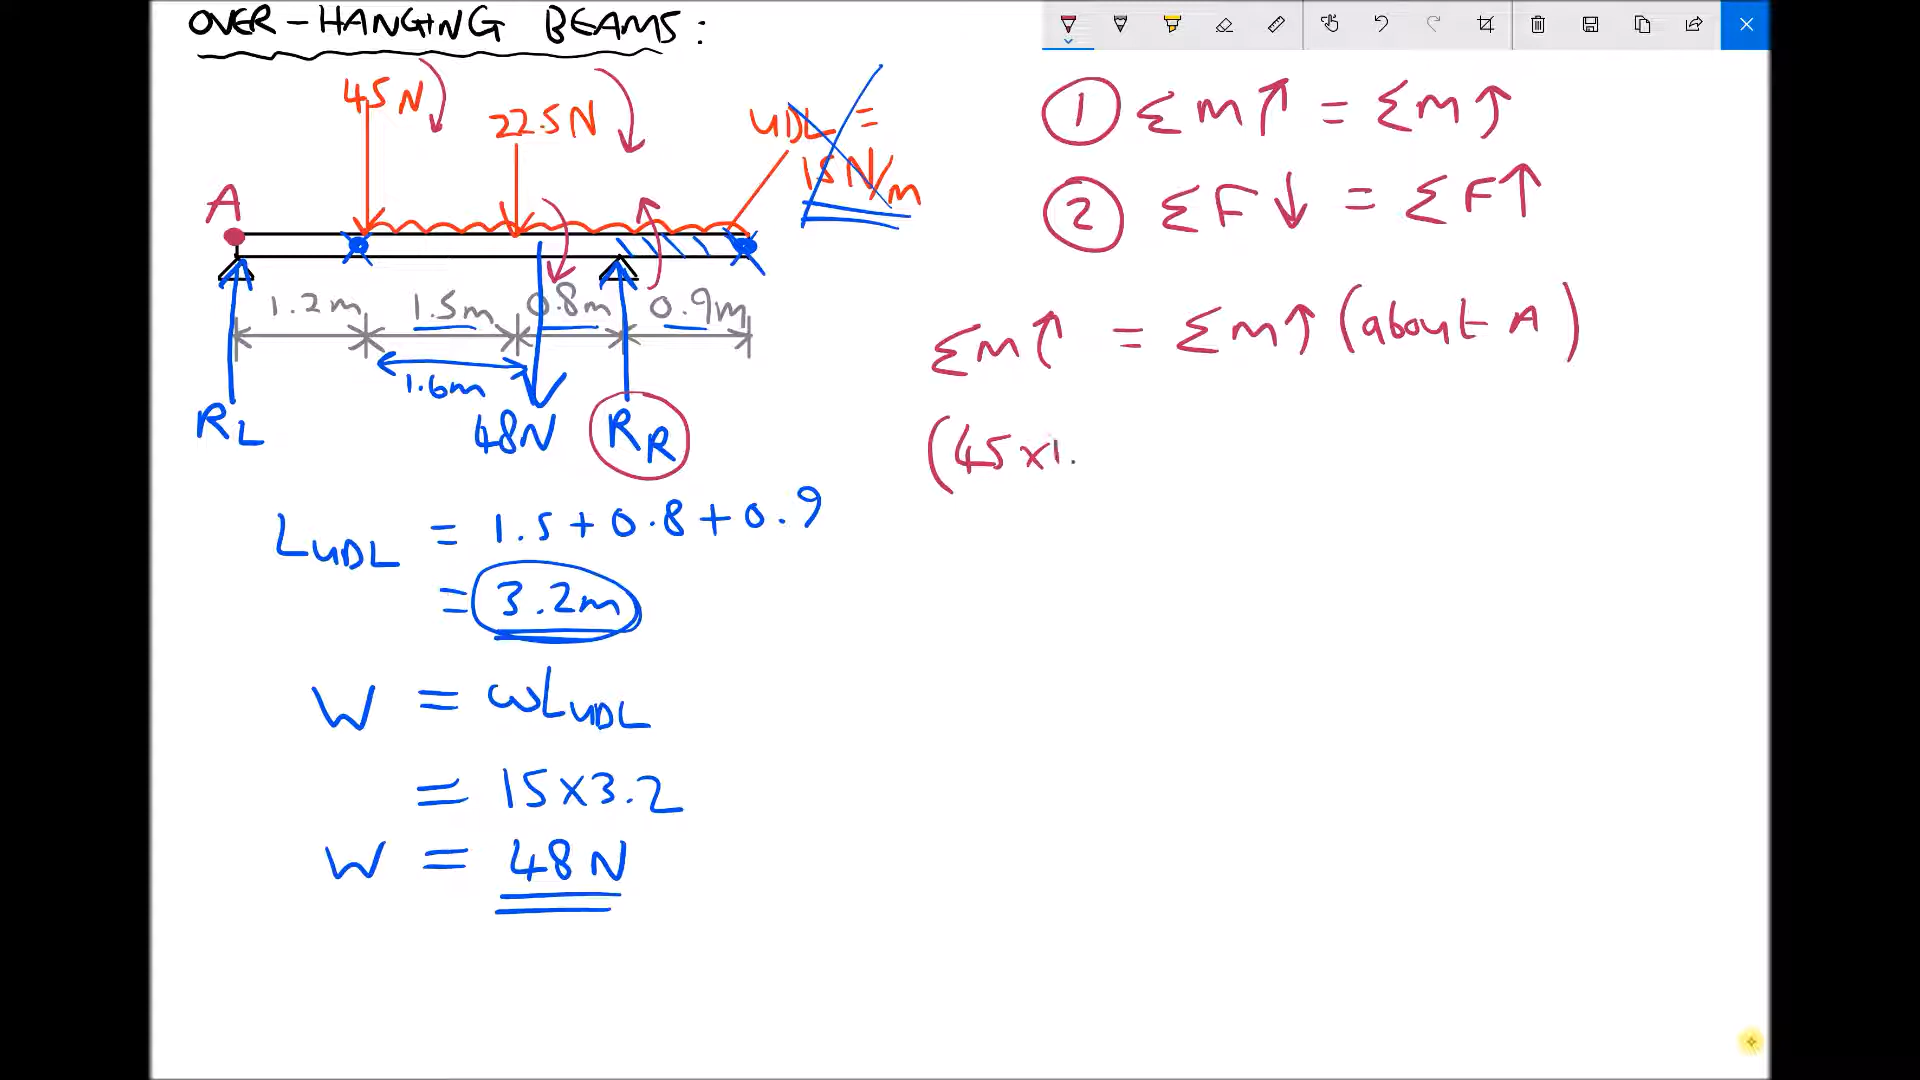 OVER-HANGING BEAMS:
45N
22.5N
UDL =
15N/m
A
1.2m
1.5m
0.8m
0.9m
1.6m
RL
48N
RR
LUDL = 1.5+0.8+0.9
= 3.2m
W = ωLUDL
= 15×3.2
W = 48N
① Σm↑ = Σm↑
② ΣF↓ = ΣF↑
Σm↑ = Σm↑ (about A)
(45×1.